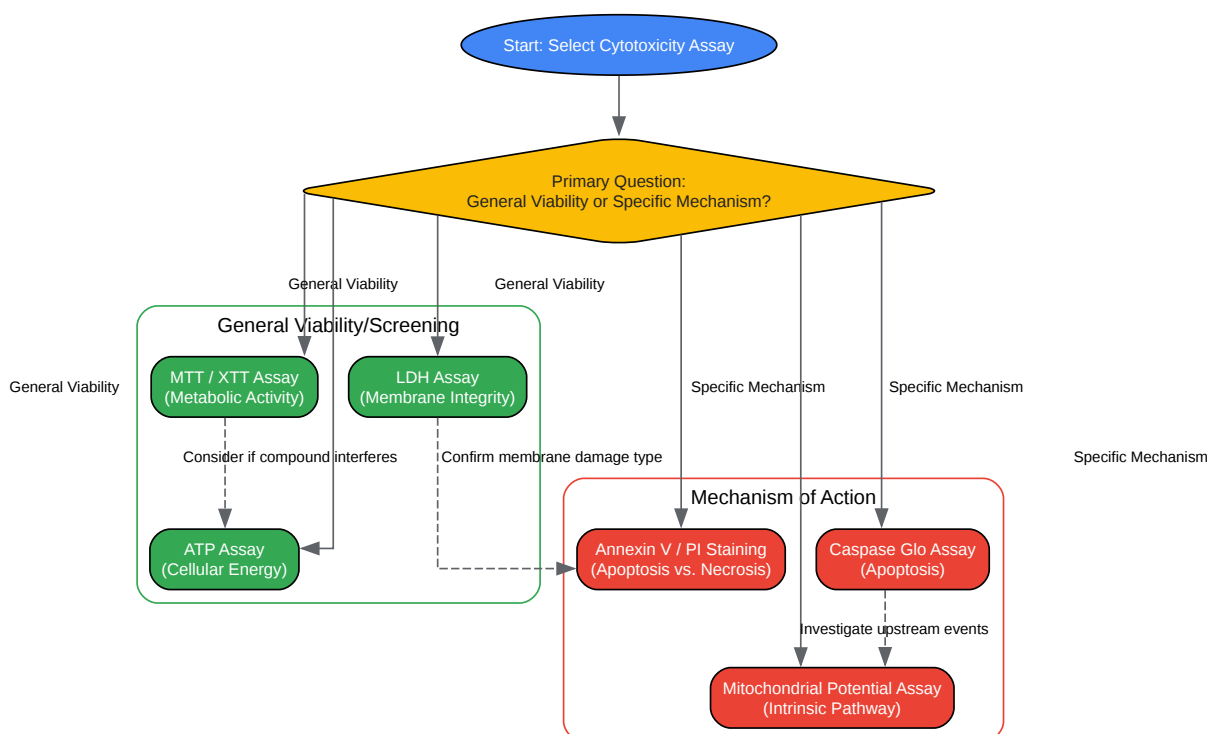 Start: Select Cytotoxicity Assay
Primary Question:
General Viability or Specific Mechanism?
General Viability
General Viability
General Viability/Screening
MTT / XTT Assay
(Metabolic Activity)
LDH Assay
(Membrane Integrity)
General Viability
Specific Mechanism
Specific Mechanism
Consider if compound interferes
Confirm membrane damage type
Specific Mechanism
Mechanism of Action
ATP Assay
(Cellular Energy)
Annexin V / PI Staining
(Apoptosis vs. Necrosis)
Caspase Glo Assay
(Apoptosis)
Investigate upstream events
Mitochondrial Potential Assay
(Intrinsic Pathway)